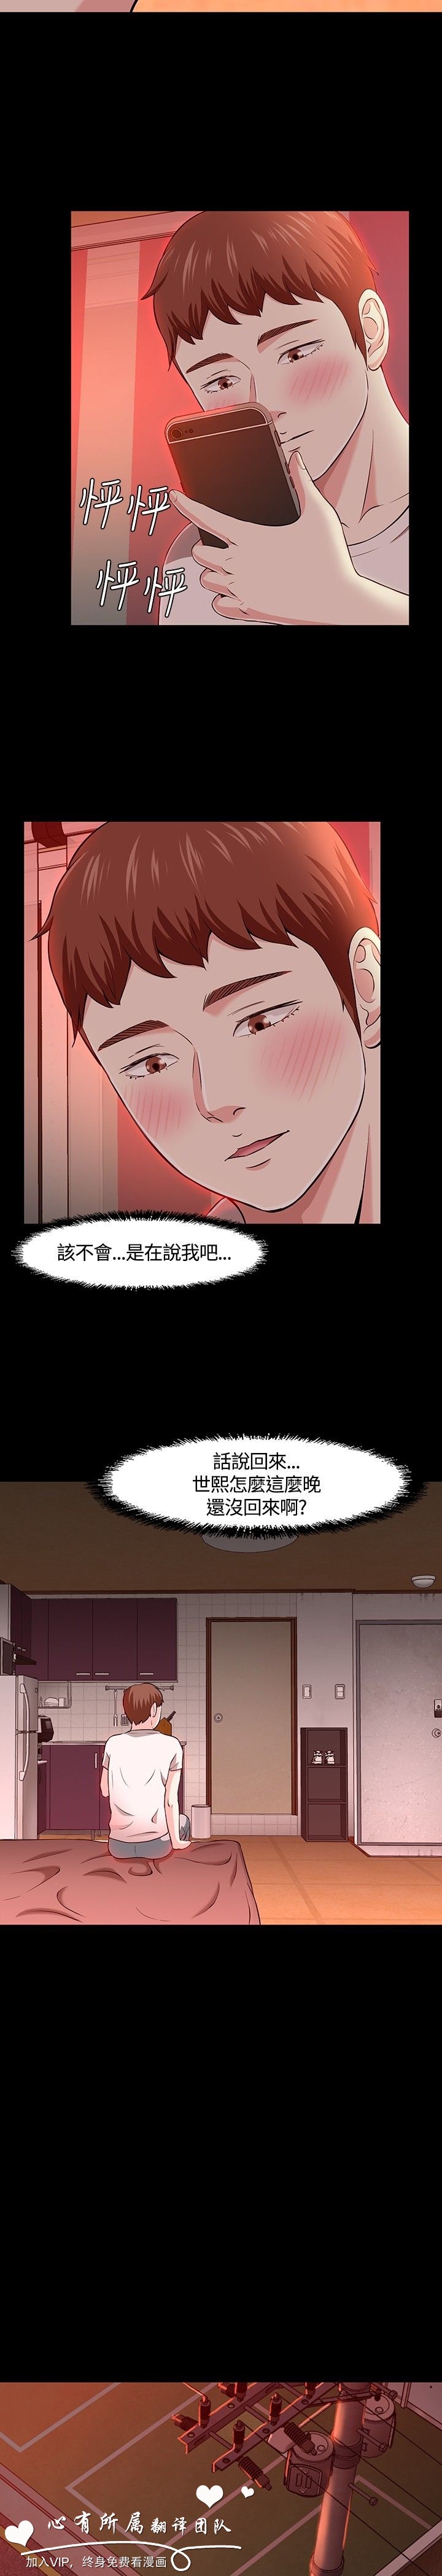 怦怦
怦怦
該不會...是在說我吧...
話說回來...
世熙怎麼這麼晚
還沒回來啊?
心有所属翻译团队
加入VIP，终身免费看漫画